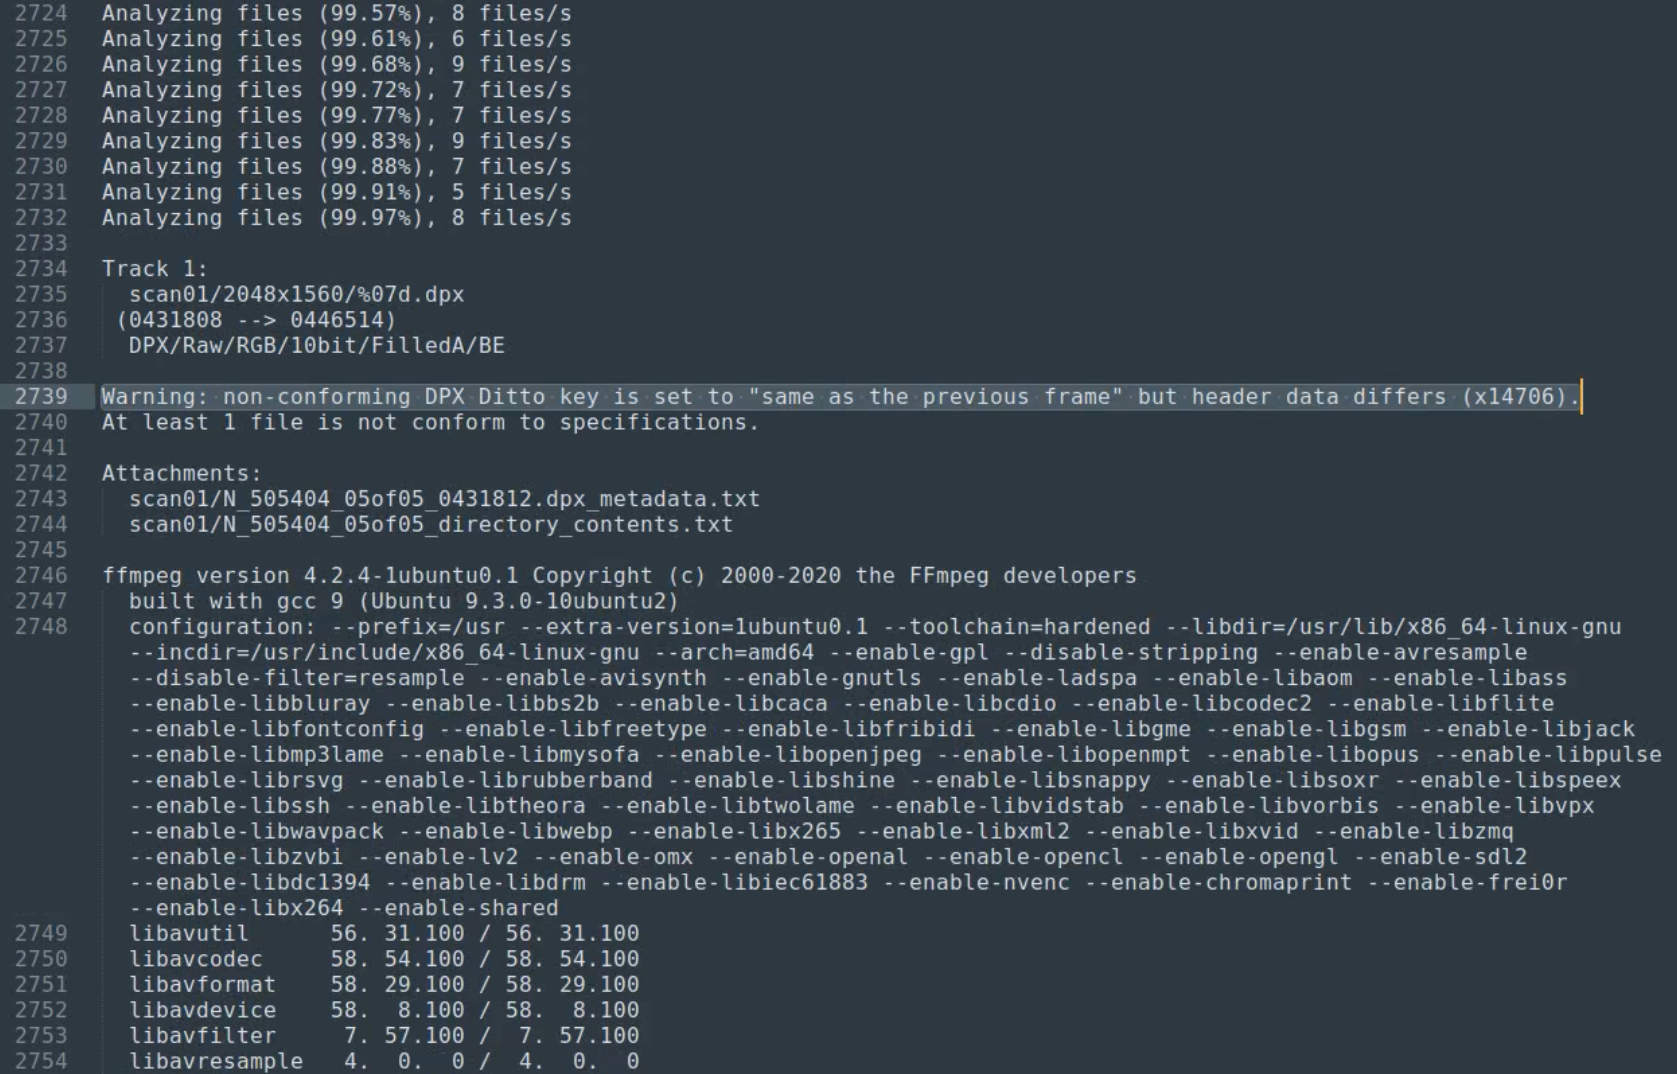 2724 Analyzing files (99.57%), 8 files/s
2725 Analyzing files (99.61%), 6 files/s
2726 Analyzing files (99.68%), 9 files/s
2727 Analyzing files (99.72%), 7 files/s
2728 Analyzing files (99.77%), 7 files/s
2729 Analyzing files (99.83%), 9 files/s
2730 Analyzing files (99.88%), 7 files/s
2731 Analyzing files (99.91%), 5 files/s
2732 Analyzing files (99.97%), 8 files/s
2733
2734 Track 1:
2735 scan01/2048x1560/%07d.dpx
2736 (0431808 --> 0446514)
2737 DPX/Raw/RGB/10bit/FilledA/BE
2738
2739 Warning: non-conforming DPX Ditto key is set to "same as the previous frame" but header data differs (x14706).
2740 At least 1 file is not conform to specifications.
2741
2742 Attachments:
2743 scan01/N_505404_05of05_0431812.dpx_metadata.txt
2744 scan01/N_505404_05of05_directory_contents.txt
2745
2746 ffmpeg version 4.2.4-1ubuntu0.1 Copyright (c) 2000-2020 the FFmpeg developers
2747 built with gcc 9 (Ubuntu 9.3.0-10ubuntu2)
2748 configuration: --prefix=/usr --extra-version=1ubuntu0.1 --toolchain=hardened --libdir=/usr/lib/x86_64-linux-gnu
--incdir=/usr/include/x86_64-linux-gnu --arch=amd64 --enable-gpl --disable-stripping --enable-avresample
--disable-filter=resample --enable-avisynth --enable-gnutls --enable-ladspa --enable-libaom --enable-libass
--enable-libbluray --enable-libbs2b --enable-libcaca --enable-libcdio --enable-libcodec2 --enable-libflite
--enable-libfontconfig --enable-libfreetype --enable-libfribidi --enable-libgme --enable-libgsm --enable-libjack
--enable-libmp3lame --enable-libmysofa --enable-libopenjpeg --enable-libopenmpt --enable-libopus --enable-libpulse
--enable-librsvg --enable-librubberband --enable-libshine --enable-libsnappy --enable-libsoxr --enable-libspeex
--enable-libssh --enable-libtheora --enable-libtwolame --enable-libvidstab --enable-libvorbis --enable-libvpx
--enable-libwavpack --enable-libwebp --enable-libx265 --enable-libxml2 --enable-libxvid --enable-libzmq
--enable-libzvbi --enable-lv2 --enable-omx --enable-openal --enable-opencl --enable-opengl --enable-sdl2
--enable-libdc1394 --enable-libdrm --enable-libiec61883 --enable-nvenc --enable-chromaprint --enable-frei0r
--enable-libx264 --enable-shared
2749 libavutil 56. 31.100 / 56. 31.100
2750 libavcodec 58. 54.100 / 58. 54.100
2751 libavformat 58. 29.100 / 58. 29.100
2752 libavdevice 58. 8.100 / 58. 8.100
2753 libavfilter 7. 57.100 / 7. 57.100
2754 libavresample 4. 0. 0 / 4. 0. 0